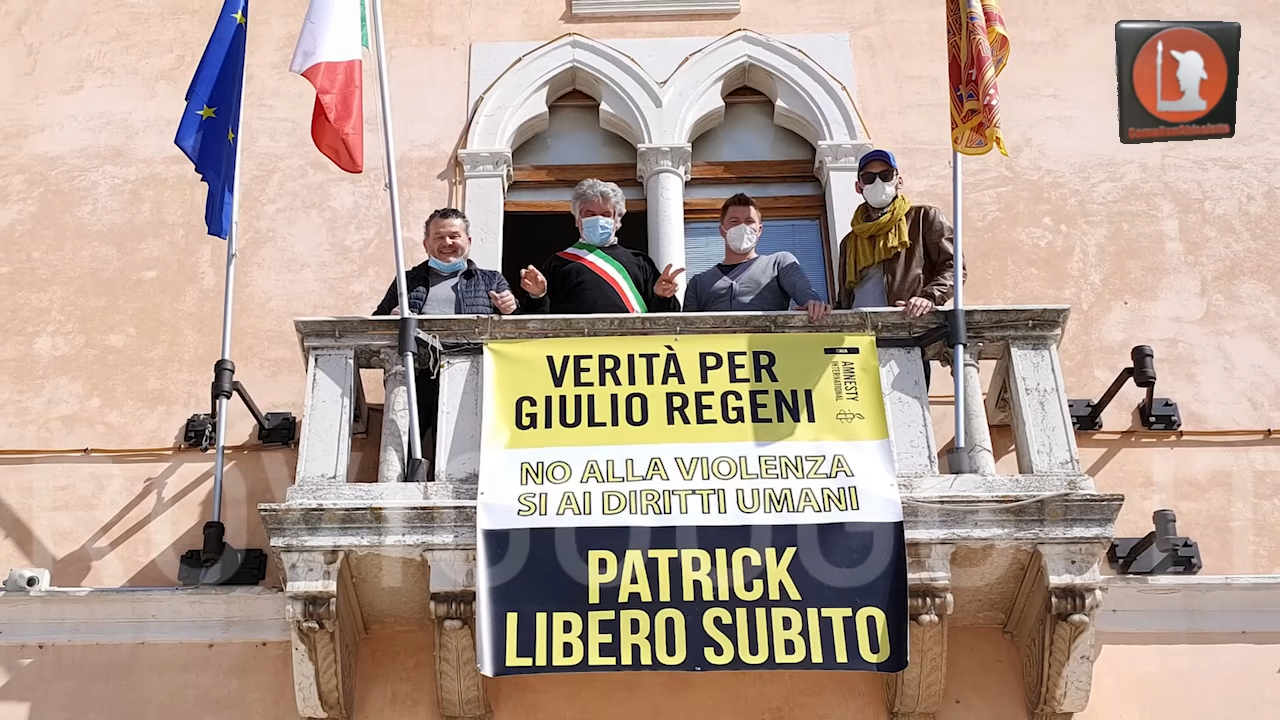 VERITÀ PER
GIULIO REGENI
AMNESTY
INTERNATIONAL
NO ALLA VIOLENZA
SI AI DIRITTI UMANI
PATRICK
LIBERO SUBITO